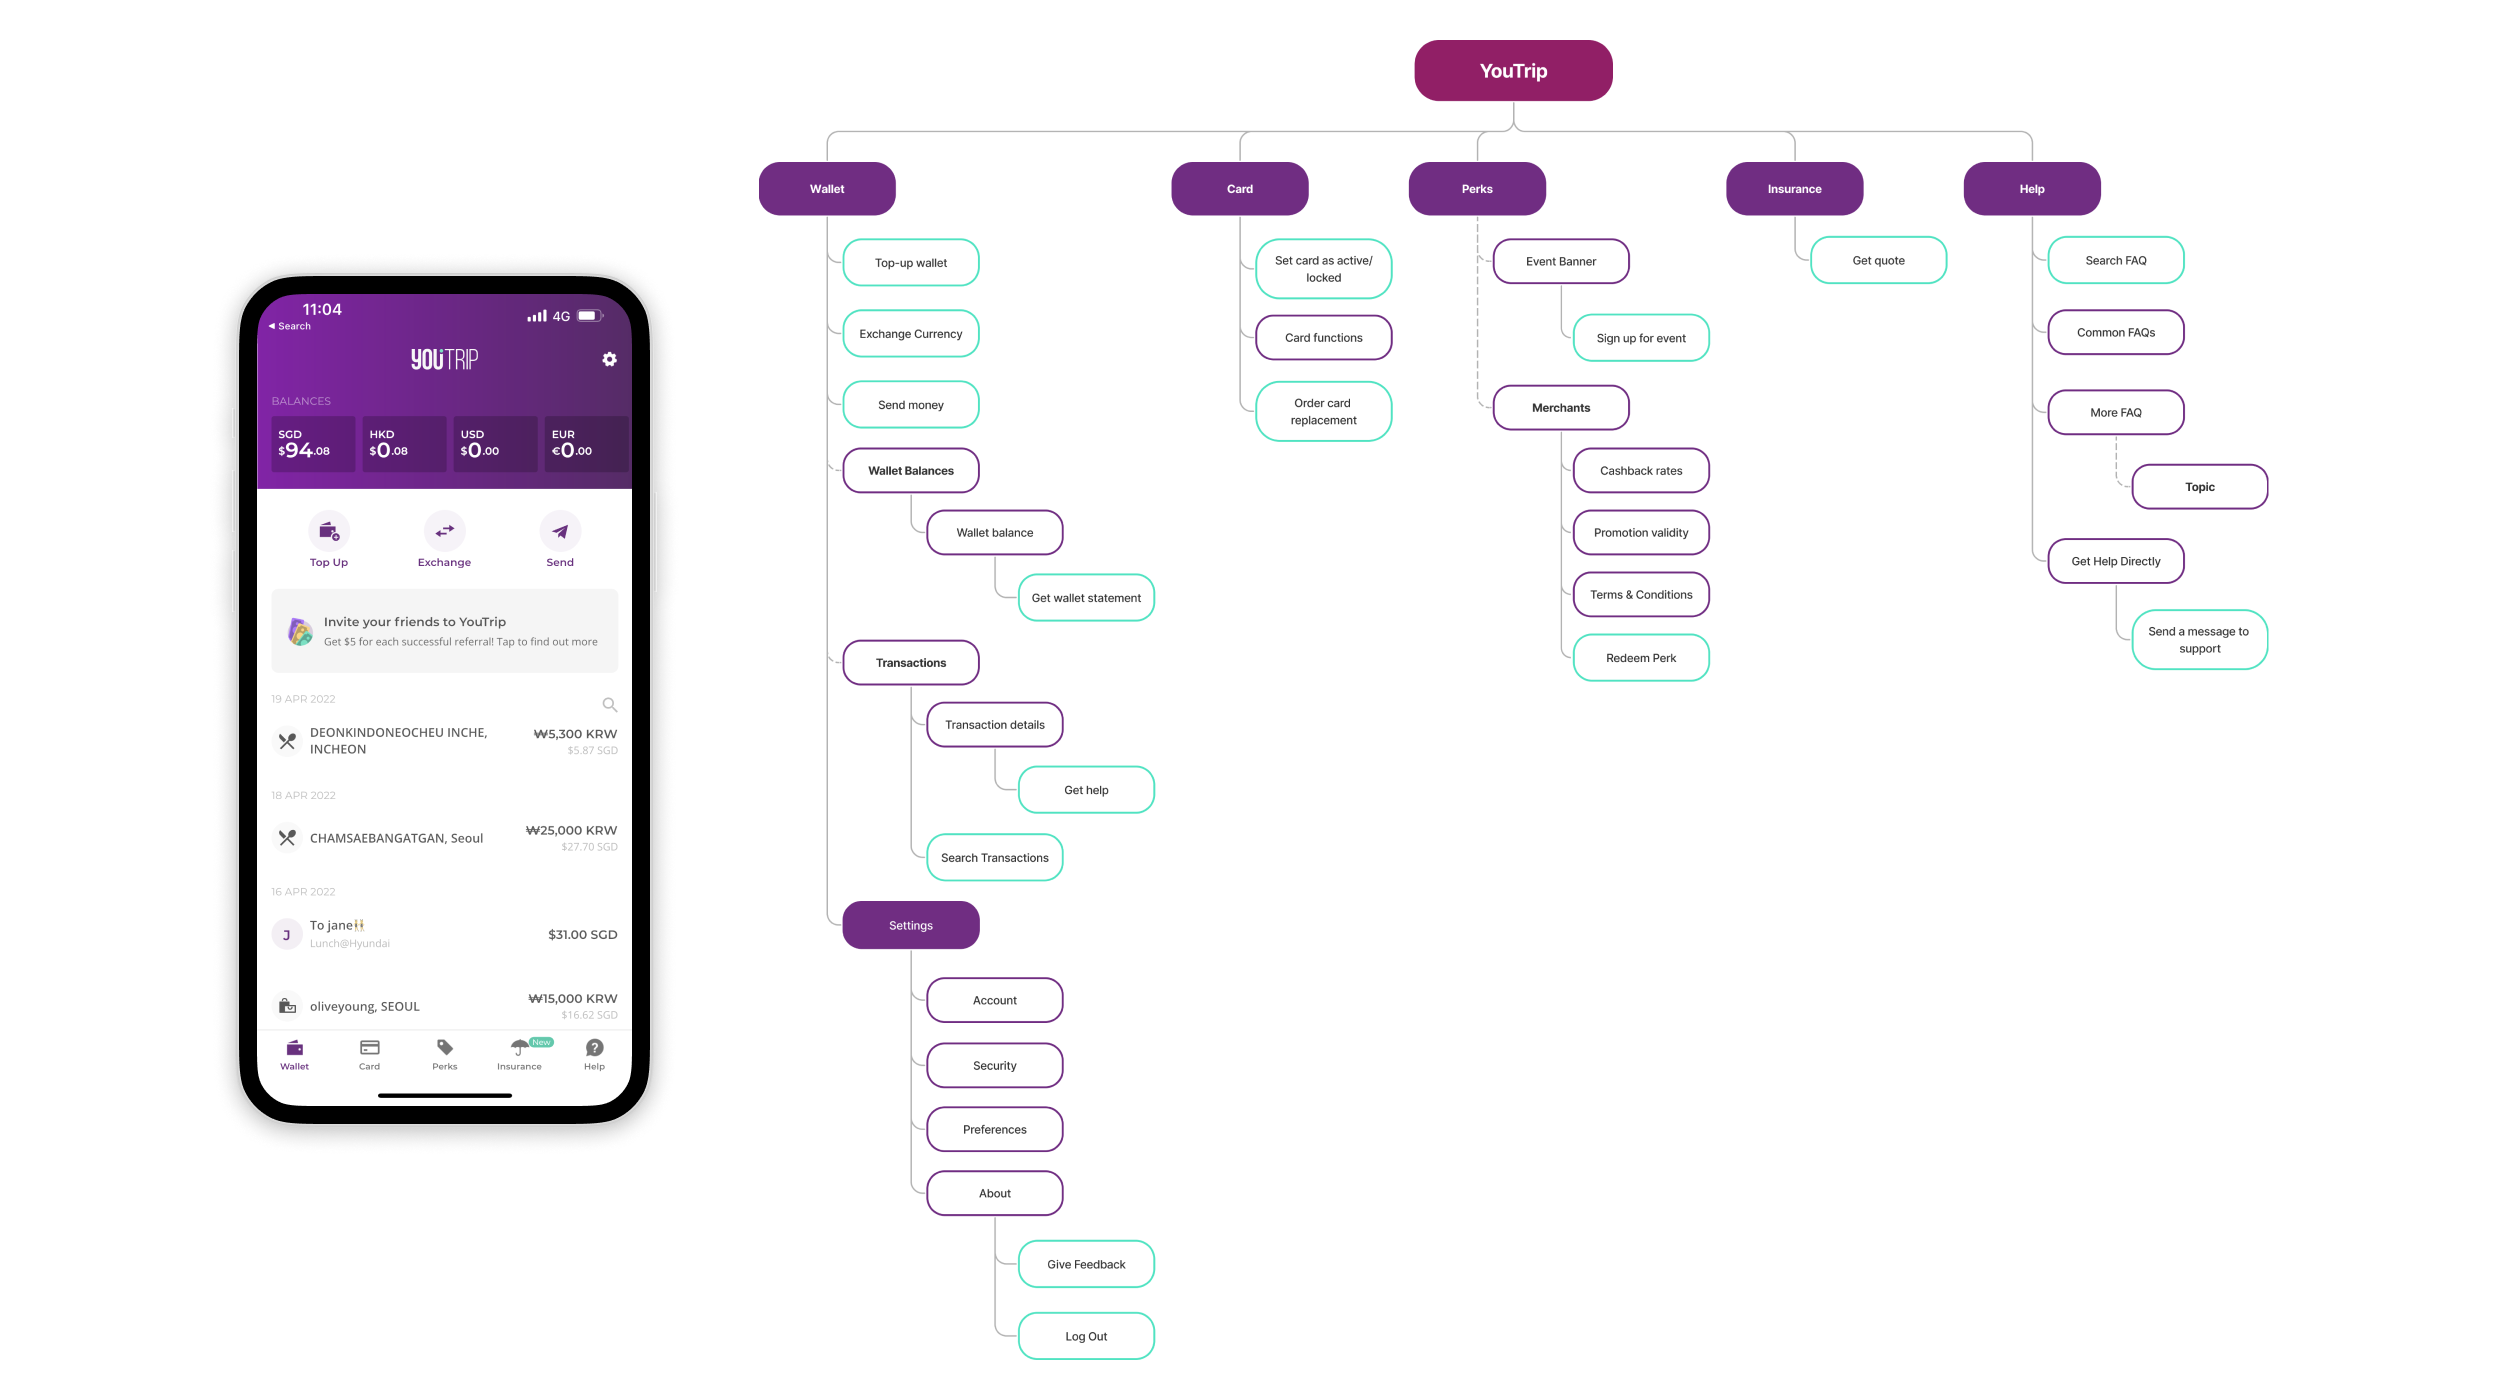 11:04
4G
◀ Search
YOUTRIP
BALANCES
SGD
$94.08
HKD
$0.08
USD
$0.00
EUR
€0.00
Top Up
Exchange
Send
Invite your friends to YouTrip
Get $5 for each successful referral! Tap to find out more
19 APR 2022
DEONKINDONEOCHEU INCHE,
INCHEON
₩5,300 KRW
$5.87 SGD
18 APR 2022
CHAMSAEBANGATGAN, Seoul
₩25,000 KRW
$27.70 SGD
16 APR 2022
J
To jane👯
Lunch@Hyundai
$31.00 SGD
oliveyoung, SEOUL
₩15,000 KRW
$16.62 SGD
New
Wallet
Card
Perks
Insurance
Help
YouTrip
Wallet
Top-up wallet
Exchange Currency
Send money
Wallet Balances
Wallet balance
Get wallet statement
Transactions
Transaction details
Get help
Search Transactions
Settings
Account
Security
Preferences
About
Give Feedback
Log Out
Card
Set card as active/
locked
Card functions
Order card
replacement
Perks
Event Banner
Sign up for event
Merchants
Cashback rates
Promotion validity
Terms & Conditions
Redeem Perk
Insurance
Get quote
Help
Search FAQ
Common FAQs
More FAQ
Topic
Get Help Directly
Send a message to
support